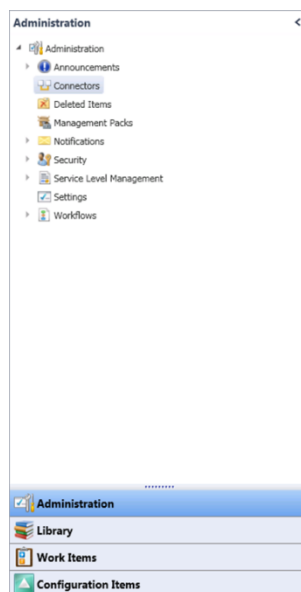 Administration
Administration
Announcements
Connectors
Deleted Items
Management Packs
Notifications
Security
Service Level Management
Settings
Workflows
Administration
Library
Work Items
Configuration Items